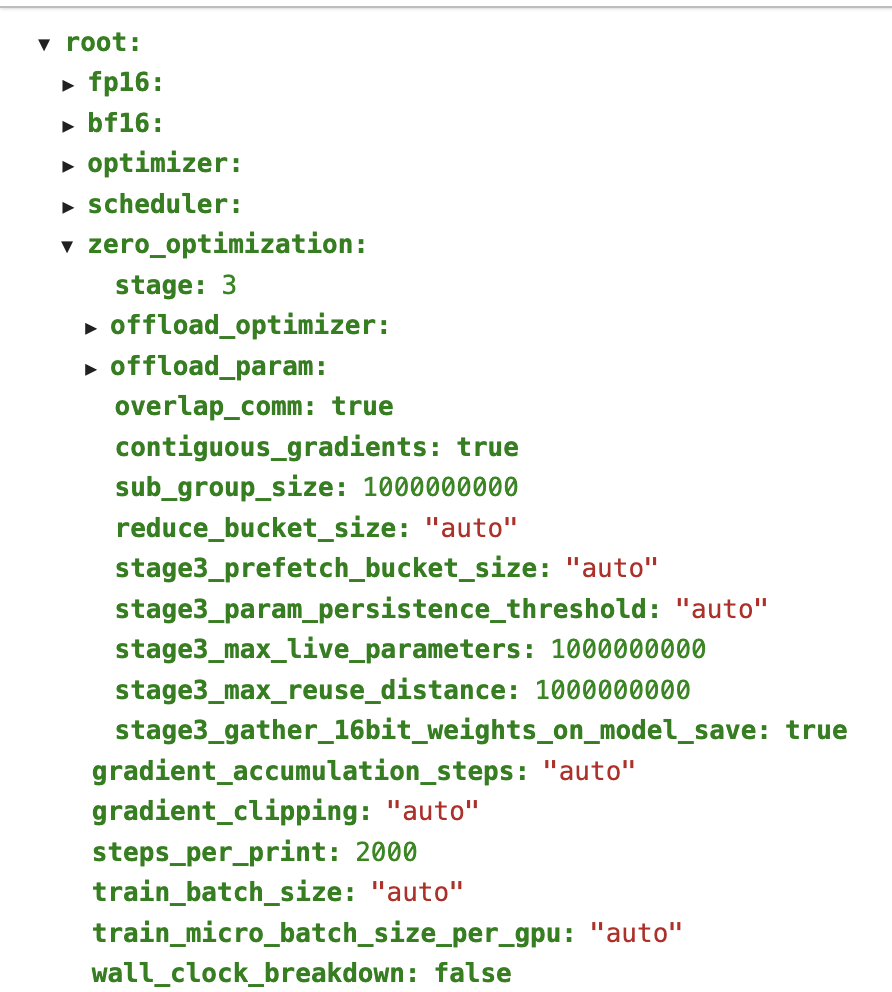 root:
fp16:
bf16:
optimizer:
scheduler:
zero_optimization:
stage: 3
offload_optimizer:
offload_param:
overlap_comm: true
contiguous_gradients: true
sub_group_size: 1000000000
reduce_bucket_size: "auto"
stage3_prefetch_bucket_size: "auto"
stage3_param_persistence_threshold: "auto"
stage3_max_live_parameters: 1000000000
stage3_max_reuse_distance: 1000000000
stage3_gather_16bit_weights_on_model_save: true
gradient_accumulation_steps: "auto"
gradient_clipping: "auto"
steps_per_print: 2000
train_batch_size: "auto"
train_micro_batch_size_per_gpu: "auto"
wall_clock_breakdown: false